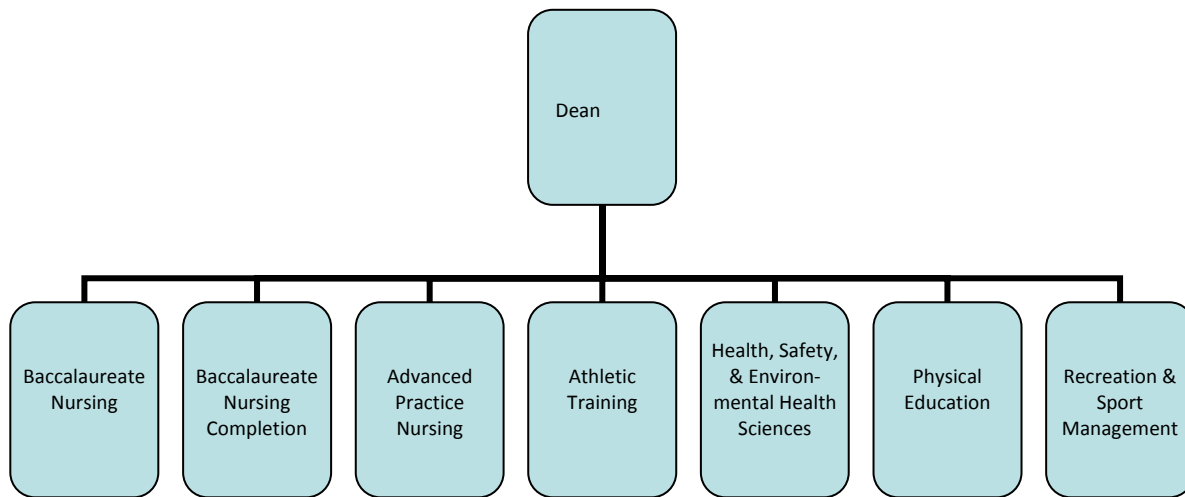 Dean
Baccalaureate
Nursing
Baccalaureate
Nursing
Completion
Advanced
Practice
Nursing
Athletic
Training
Health, Safety,
& Environ-
mental Health
Sciences
Physical
Education
Recreation &
Sport
Management